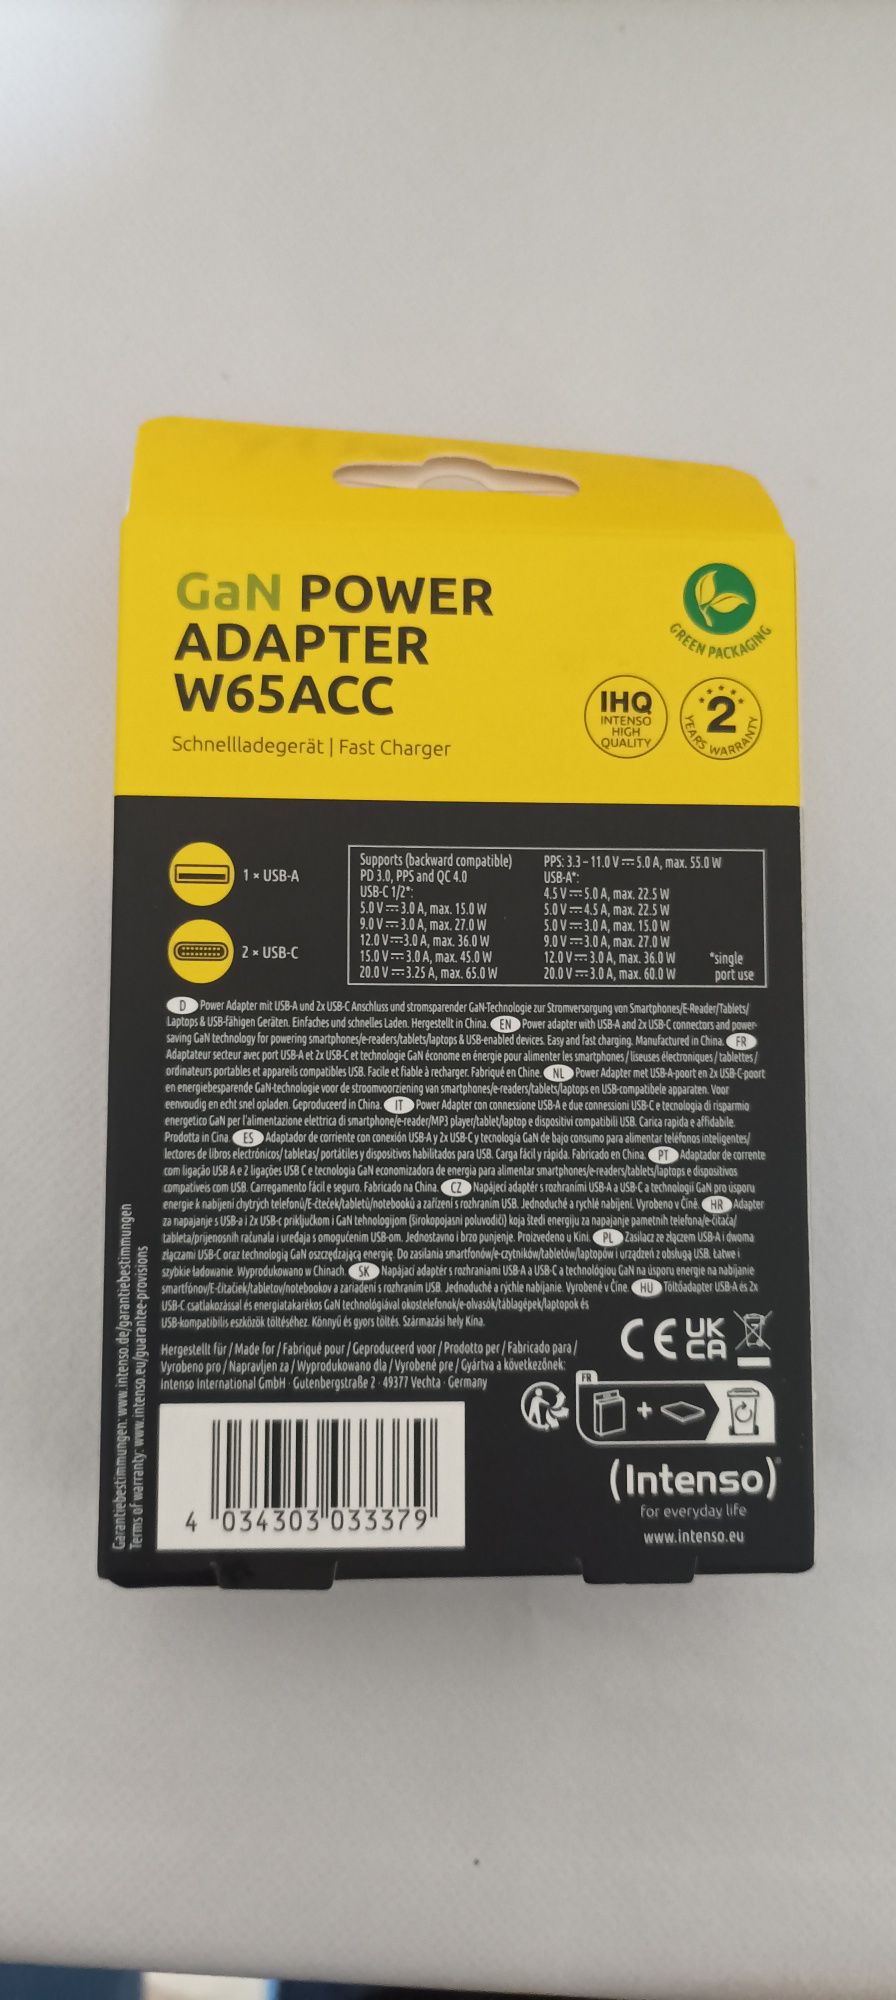 GaN POWER
ADAPTER
W65ACC
Schnellladegerät | Fast Charger
GREEN PACKAGING
IHQ
INTENSO
HIGH
QUALITY
2
YEARS WARRANTY
1 × USB-A
2 × USB-C
Supports (backward compatible)
PD 3.0, PPS and QC 4.0
USB-C 1/2*:
5.0 V ⎓ 3.0 A, max. 15.0 W
9.0 V ⎓ 3.0 A, max. 27.0 W
12.0 V ⎓ 3.0 A, max. 36.0 W
15.0 V ⎓ 3.0 A, max. 45.0 W
20.0 V ⎓ 3.25 A, max. 65.0 W
PPS: 3.3 – 11.0 V ⎓ 5.0 A, max. 55.0 W
USB-A*:
4.5 V ⎓ 5.0 A, max. 22.5 W
5.0 V ⎓ 4.5 A, max. 22.5 W
5.0 V ⎓ 3.0 A, max. 15.0 W
9.0 V ⎓ 3.0 A, max. 27.0 W
12.0 V ⎓ 3.0 A, max. 36.0 W
20.0 V ⎓ 3.0 A, max. 60.0 W
*single
port use
D Power Adapter mit USB-A und 2x USB-C Anschluss und stromsparender GaN-Technologie zur Stromversorgung von Smartphones/E-Reader/Tablets/
Laptops & USB-fähigen Geräten. Einfaches und schnelles Laden. Hergestellt in China. EN Power adapter with USB-A and 2x USB-C connectors and power-
saving GaN technology for powering smartphones/e-readers/tablets/laptops & USB-enabled devices. Easy and fast charging. Manufactured in China. FR
Adaptateur secteur avec port USB-A et 2x USB-C et technologie GaN économe en énergie pour alimenter les smartphones / liseuses électroniques / tablettes /
ordinateurs portables et appareils compatibles USB. Facile et fiable à recharger. Fabriqué en Chine. NL Power Adapter met USB-A-poort en 2x USB-C-poort
en energiebesparende GaN-technologie voor de stroomvoorziening van smartphones/e-readers/tablets/laptops en USB-compatibele apparaten. Voor
eenvoudig en echt snel opladen. Geproduceerd in China. IT Power Adapter con connessione USB-A e due connessioni USB-C e tecnologia di risparmio
energetico GaN per l'alimentazione elettrica di smartphone/e-reader/MP3 player/tablet/laptop e dispositivi compatibili USB. Carica rapida e affidabile.
Prodotta in Cina ES Adaptador de corriente con conexión USB-A y 2x USB-C y tecnología GaN de bajo consumo para alimentar teléfonos inteligentes/
lectores de libros electrónicos/ tabletas/ portátiles y dispositivos habilitados para USB. Carga fácil y rápida. Fabricado en China. PT Adaptador de corrente
com ligação USB A e 2 ligações USB C e tecnologia GaN economizadora de energia para alimentar smartphones/e-readers/tablets/laptops e dispositivos
compatíveis com USB. Carregamento fácil e seguro. Fabricado na China. CZ Napájecí adaptér s rozhraními USB-A a USB-C a technologií GaN pro úsporu
energie k nabíjení chytrých telefonů/E-čteček/tabletů/notebooků a zařízení s rozhraním USB. Jednoduché a rychlé nabíjení. Vyrobeno v Číně. HR Adapter
za napajanje s USB-a i 2x USB-c priključkom i GaN tehnologijom (širokopojasni poluvodiči) koja štedi energiju za napajanje pametnih telefona/e-čitača/
tableta/prijenosnih računala i uređaja s omogućenim USB-om. Jednostavno i brzo punjenje. Proizvedeno u Kini. PL Zasilacz ze złączem USB-A i dwoma
złączami USB-C oraz technologią GaN oszczędzającą energię. Do zasilania smartfonów/e-czytników/tabletów/laptopów i urządzeń z obsługą USB. Łatwe i
szybkie ładowanie. Wyprodukowano w Chinach. SK Napájací adaptér s rozhraniami USB-A a USB-C a technológiou GaN na úsporu energie na nabíjanie
smartfónov/E-čítačiek/tabletov/notebookov a zariadení s rozhraním USB. Jednoduché a rýchle nabíjanie. Vyrobené v Číne. HU Töltőadapter USB-A és 2x
USB-C csatlakozással és energiatakarékos GaN technológiával okostelefonok/e-olvasók/táblagépek/laptopok és
USB-kompatibilis eszközök töltéséhez. Könnyű és gyors töltés. Származási hely Kína.
Hergestellt für / Made for / Fabriqué pour / Geproduceerd voor / Prodotto per / Fabricado para /
Vyrobeno pro / Napravljen za / Wyprodukowano dla / Vyrobené pre / Gyártva a következőnek:
Intenso International GmbH · Gutenbergstraße 2 · 49377 Vechta · Germany
Garantiebestimmungen: www.intenso.de/garantiebestimmungen
Terms of warranty: www.intenso.eu/guarantee-provisions
CE UK
CA
FR
+
4 034303 033379
(Intenso)
for everyday life
www.intenso.eu